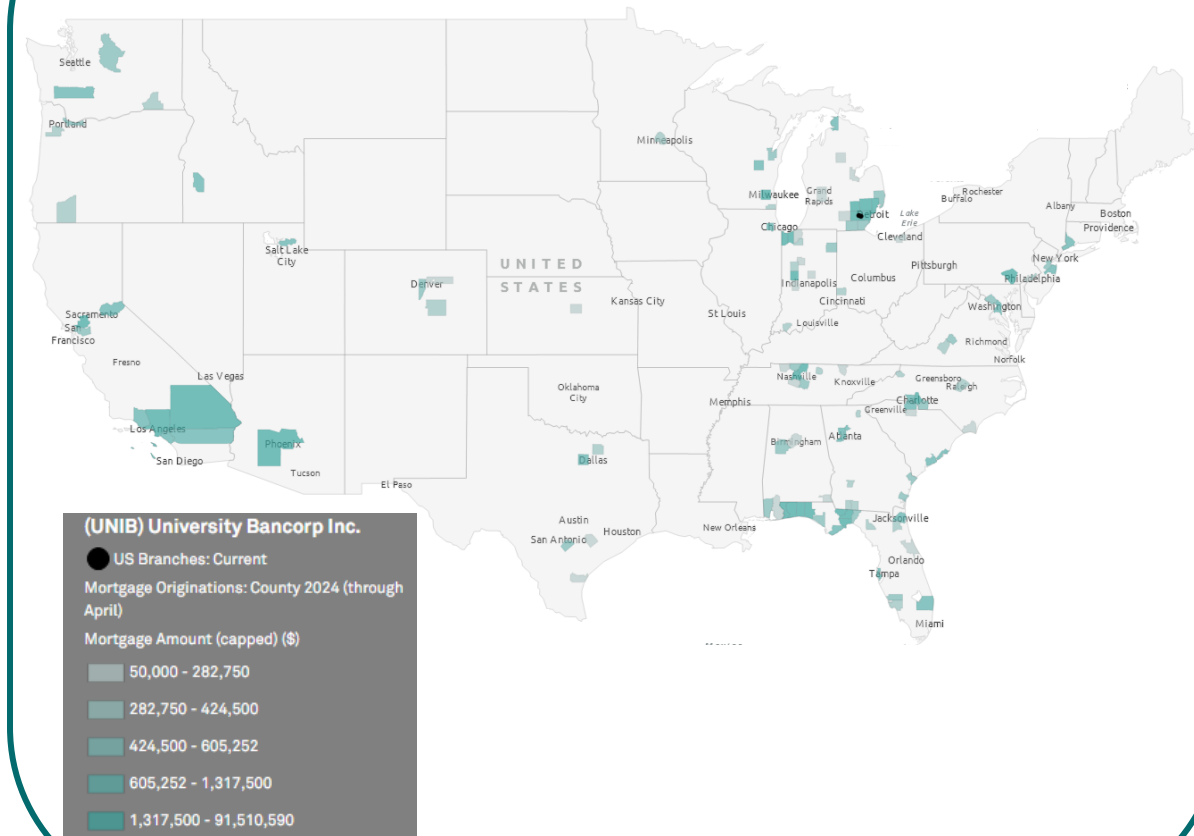 Seattle
Portland
Minneapolis
Milwaukee
Grand
Rapids
Detroit
Lake
Erie
Buffalo
Rochester
Albany
Boston
Providence
Chicago
Cleveland
New York
Salt Lake
City
UNITED
STATES
Denver
Pittsburgh
Philadelphia
Columbus
Indianapolis
Cincinnati
Kansas City
St Louis
Louisville
Washington
Richmond
Norfolk
Sacramento
San
Francisco
Fresno
Las Vegas
Oklahoma
City
Nashville
Knoxville
Greensboro
Raleigh
Memphis
Charlotte
Greenville
Los Angeles
Phoenix
San Diego
Tucson
El Paso
Dallas
Birmingham
Atlanta
Austin
Houston
San Antonio
New Orleans
Jacksonville
Orlando
Tampa
Miami
(UNIB) University Bancorp Inc.
US Branches: Current
Mortgage Originations: County 2024 (through
April)
Mortgage Amount (capped) ($)
50,000 - 282,750
282,750 - 424,500
424,500 - 605,252
605,252 - 1,317,500
1,317,500 - 91,510,590